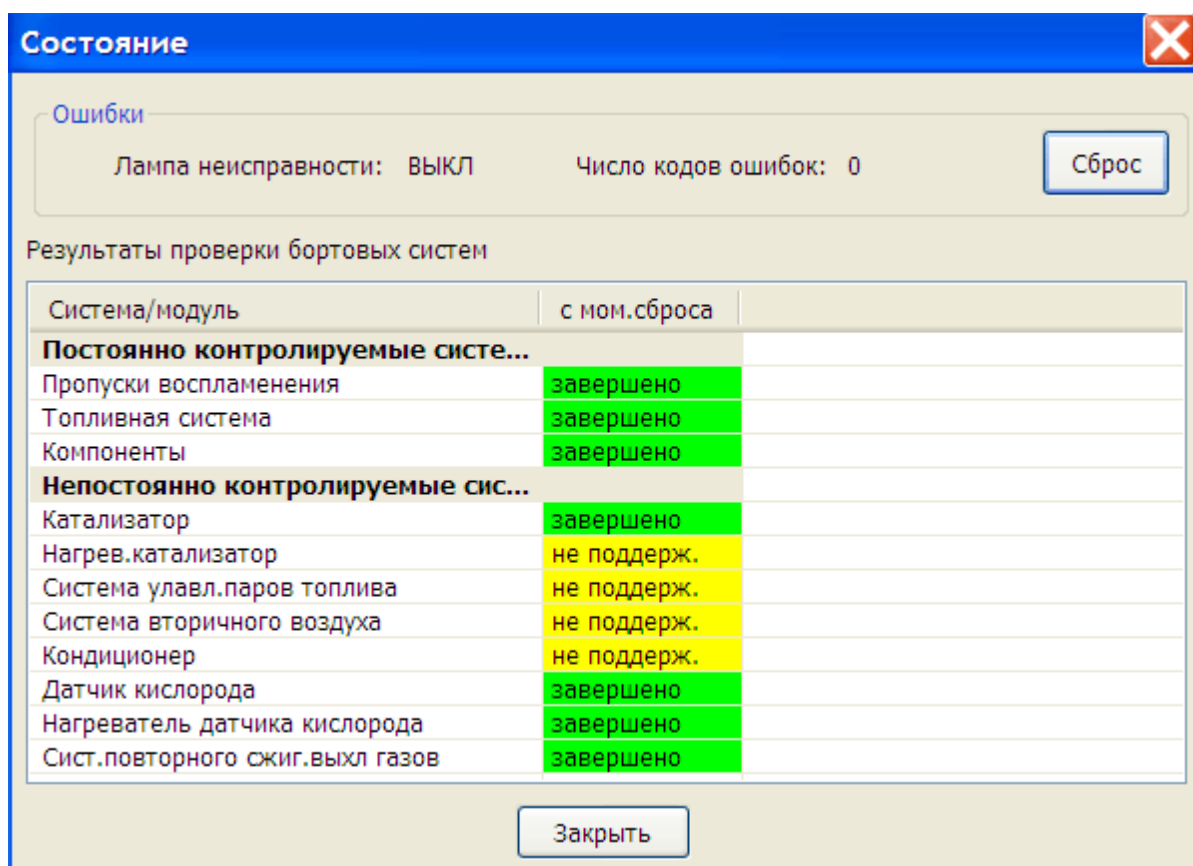 Состояние
Ошибки
Лампа неисправности: ВЫКЛ Число кодов ошибок: 0 Сброс
Результаты проверки бортовых систем
Система/модуль с мом.сброса
Постоянно контролируемые систе...
Пропуски воспламенения завершено
Топливная система завершено
Компоненты завершено
Непостоянно контролируемые сис...
Катализатор завершено
Нагрев.катализатор не поддерж.
Система улавл.паров топлива не поддерж.
Система вторичного воздуха не поддерж.
Кондиционер не поддерж.
Датчик кислорода завершено
Нагреватель датчика кислорода завершено
Сист.повторного сжиг.выхл газов завершено
Закрыть